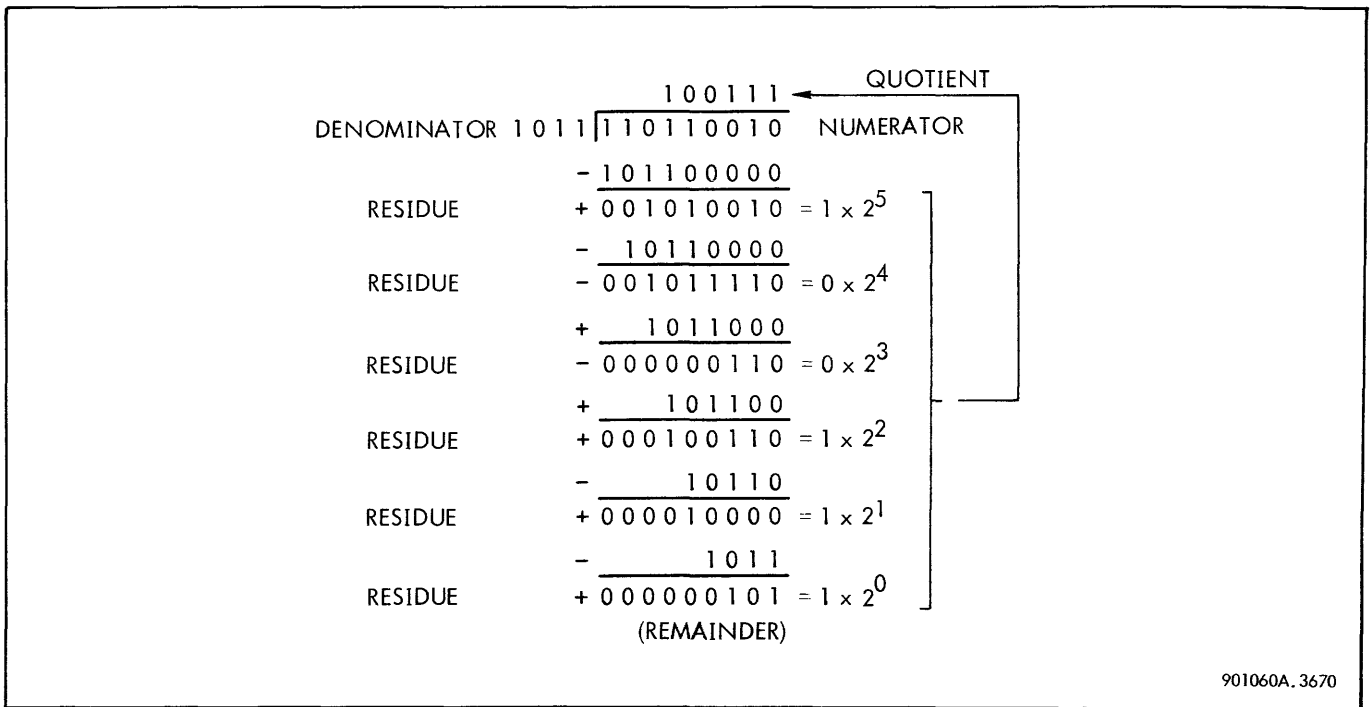 100111 QUOTIENT
DENOMINATOR 1011 110110010 NUMERATOR
- 101100000
RESIDUE + 001010010 = 1 x 2^5
- 10110000
RESIDUE - 001011110 = 0 x 2^4
+ 1011000
RESIDUE - 000000110 = 0 x 2^3
+ 101100
RESIDUE + 000100110 = 1 x 2^2
- 10110
RESIDUE + 000010000 = 1 x 2^1
- 1011
RESIDUE + 000000101 = 1 x 2^0
(REMAINDER)
901060A.3670